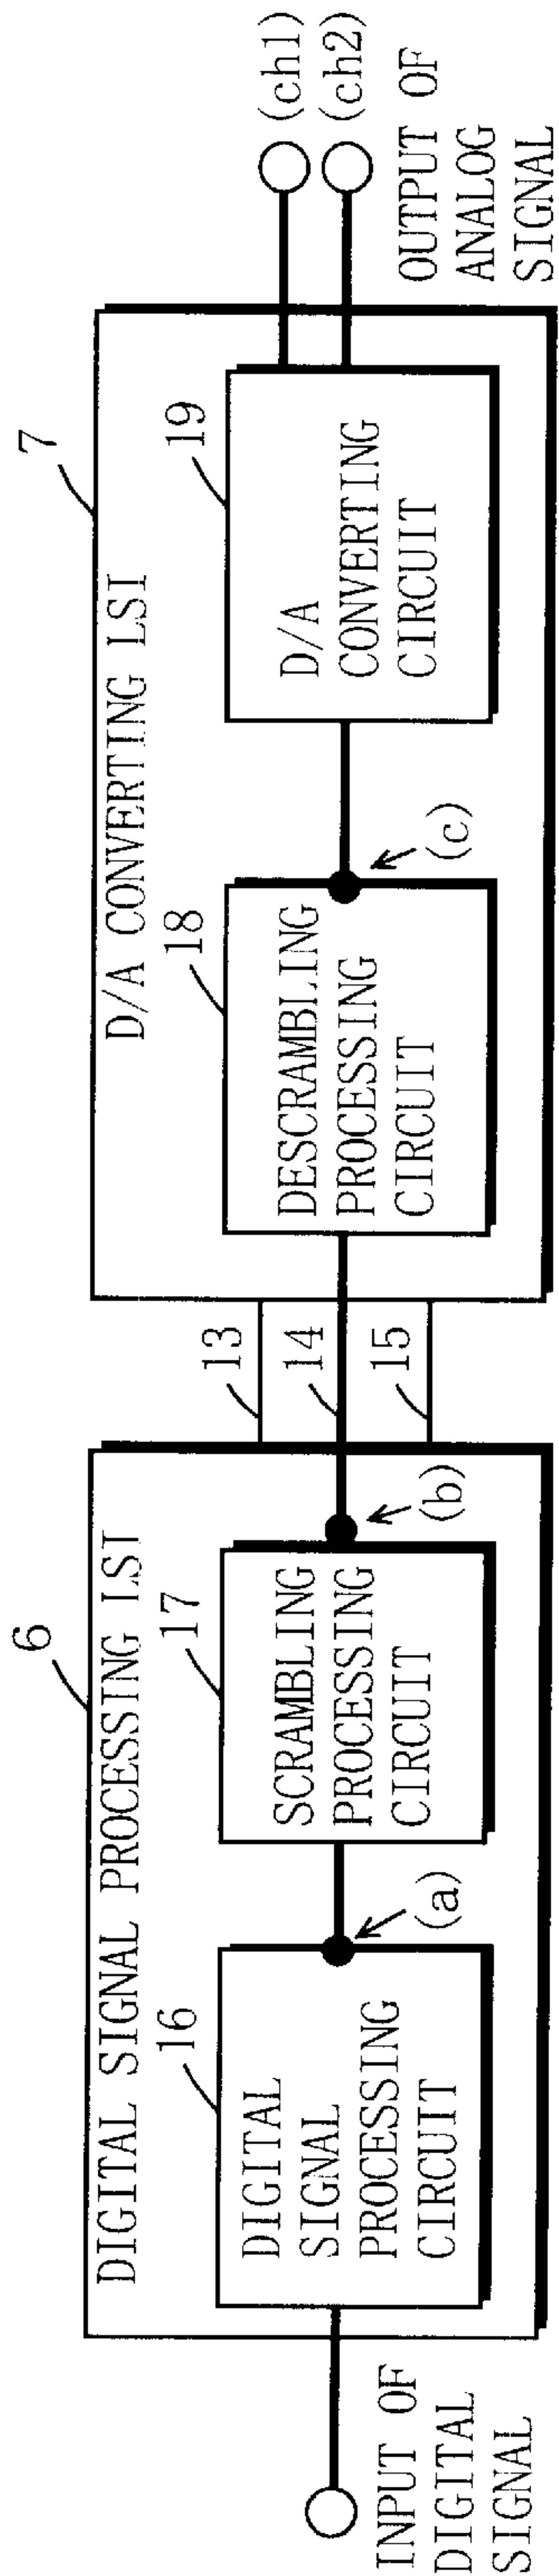 INPUT OF
DIGITAL
SIGNAL
6
DIGITAL SIGNAL PROCESSING LSI
16
DIGITAL
SIGNAL
PROCESSING
CIRCUIT
(a)
17
SCRAMBLING
PROCESSING
CIRCUIT
(b)
13
14
15
7
D/A CONVERTING LSI
18
DESCRAMBLING
PROCESSING
CIRCUIT
(c)
19
D/A
CONVERTING
CIRCUIT
(ch1)
(ch2)
OUTPUT OF
ANALOG
SIGNAL